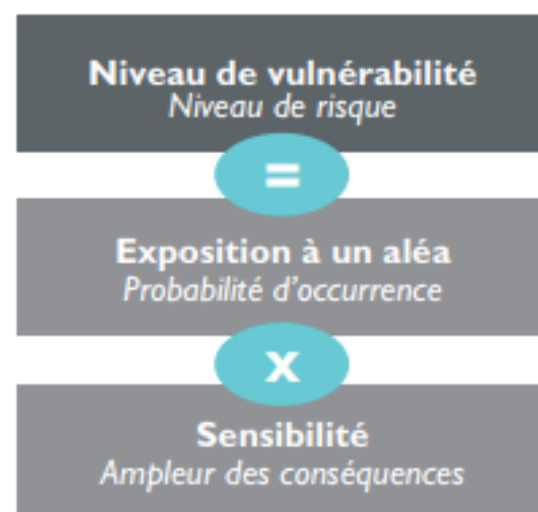 Niveau de vulnérabilité
Niveau de risque
=
Exposition à un aléa
Probabilité d'occurrence
x
Sensibilité
Ampleur des conséquences